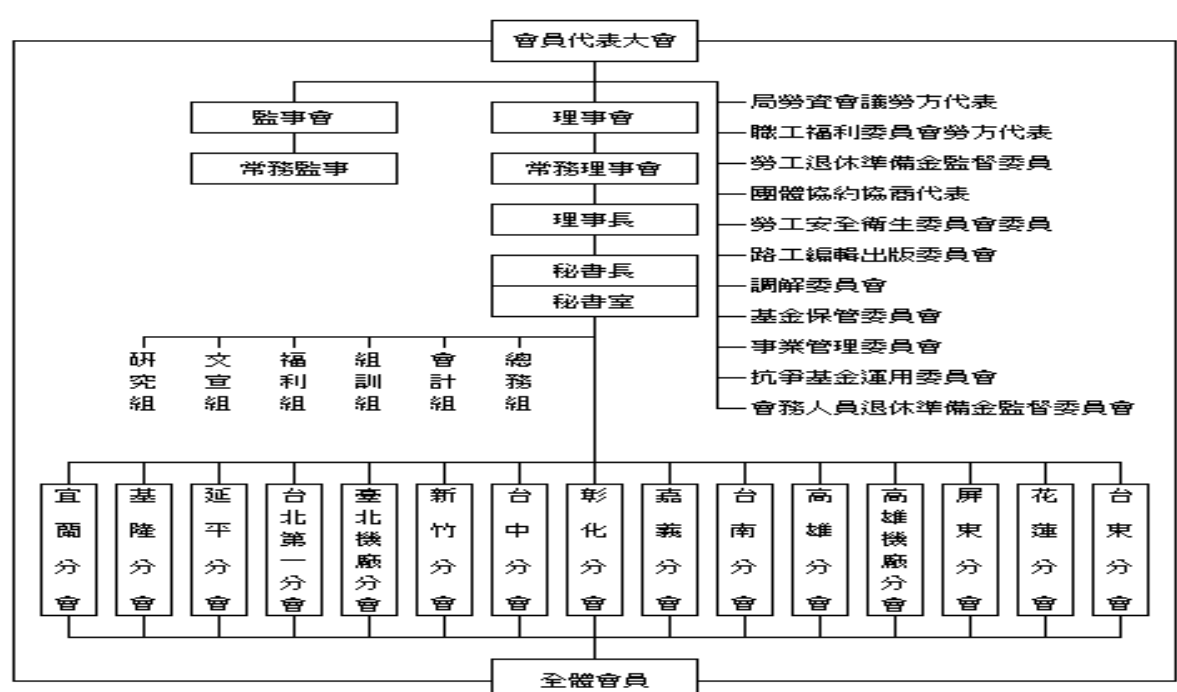 會員代表大會
監事會
理事會
常務監事
常務理事會
理事長
秘書長
秘書室
局勞資會議勞方代表
職工福利委員會勞方代表
勞工退休準備金監督委員
團體協約協商代表
勞工安全衛生委員會委員
路工編輯出版委員會
調解委員會
基金保管委員會
事業管理委員會
抗爭基金運用委員會
會務人員退休準備金監督委員會
研究組
文宣組
福利組
組訓組
會計組
總務組
宜蘭分會
基隆分會
延平分會
台北第一分會
臺北機廠分會
新竹分會
台中分會
彰化分會
嘉義分會
台南分會
高雄分會
高雄機廠分會
屏東分會
花蓮分會
台東分會
全體會員